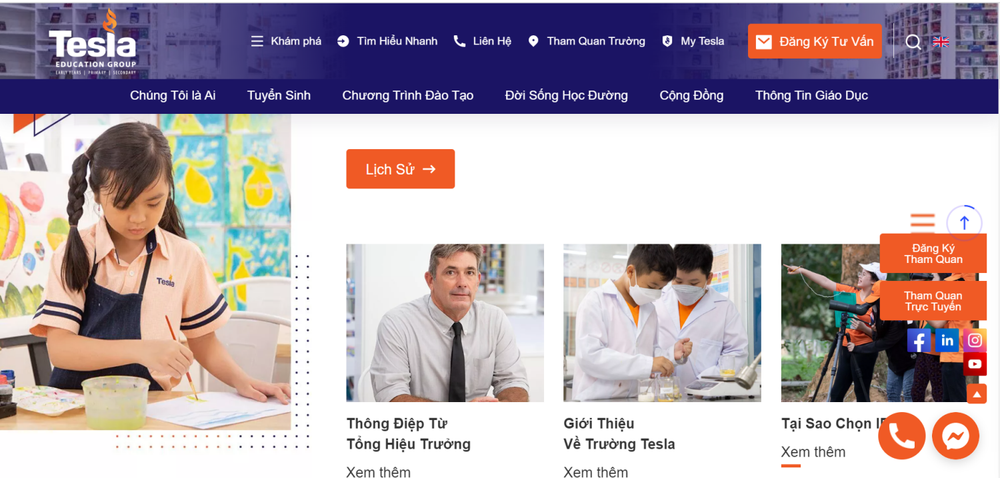 Tesla
EDUCATION GROUP
EARLY YEARS | PRIMARY | SECONDARY
Khám phá
Tìm Hiểu Nhanh
Liên Hệ
Tham Quan Trường
My Tesla
Đăng Ký Tư Vấn
Chúng Tôi là Ai
Tuyển Sinh
Chương Trình Đào Tạo
Đời Sống Học Đường
Cộng Đồng
Thông Tin Giáo Dục
Lịch Sử →
Tesla
Đăng Ký
Tham Quan
Tham Quan
Trực Tuyến
f
in
Thông Điệp Từ
Tổng Hiệu Trưởng
Xem thêm
Giới Thiệu
Về Trường Tesla
Xem thêm
Tại Sao Chọn
Xem thêm